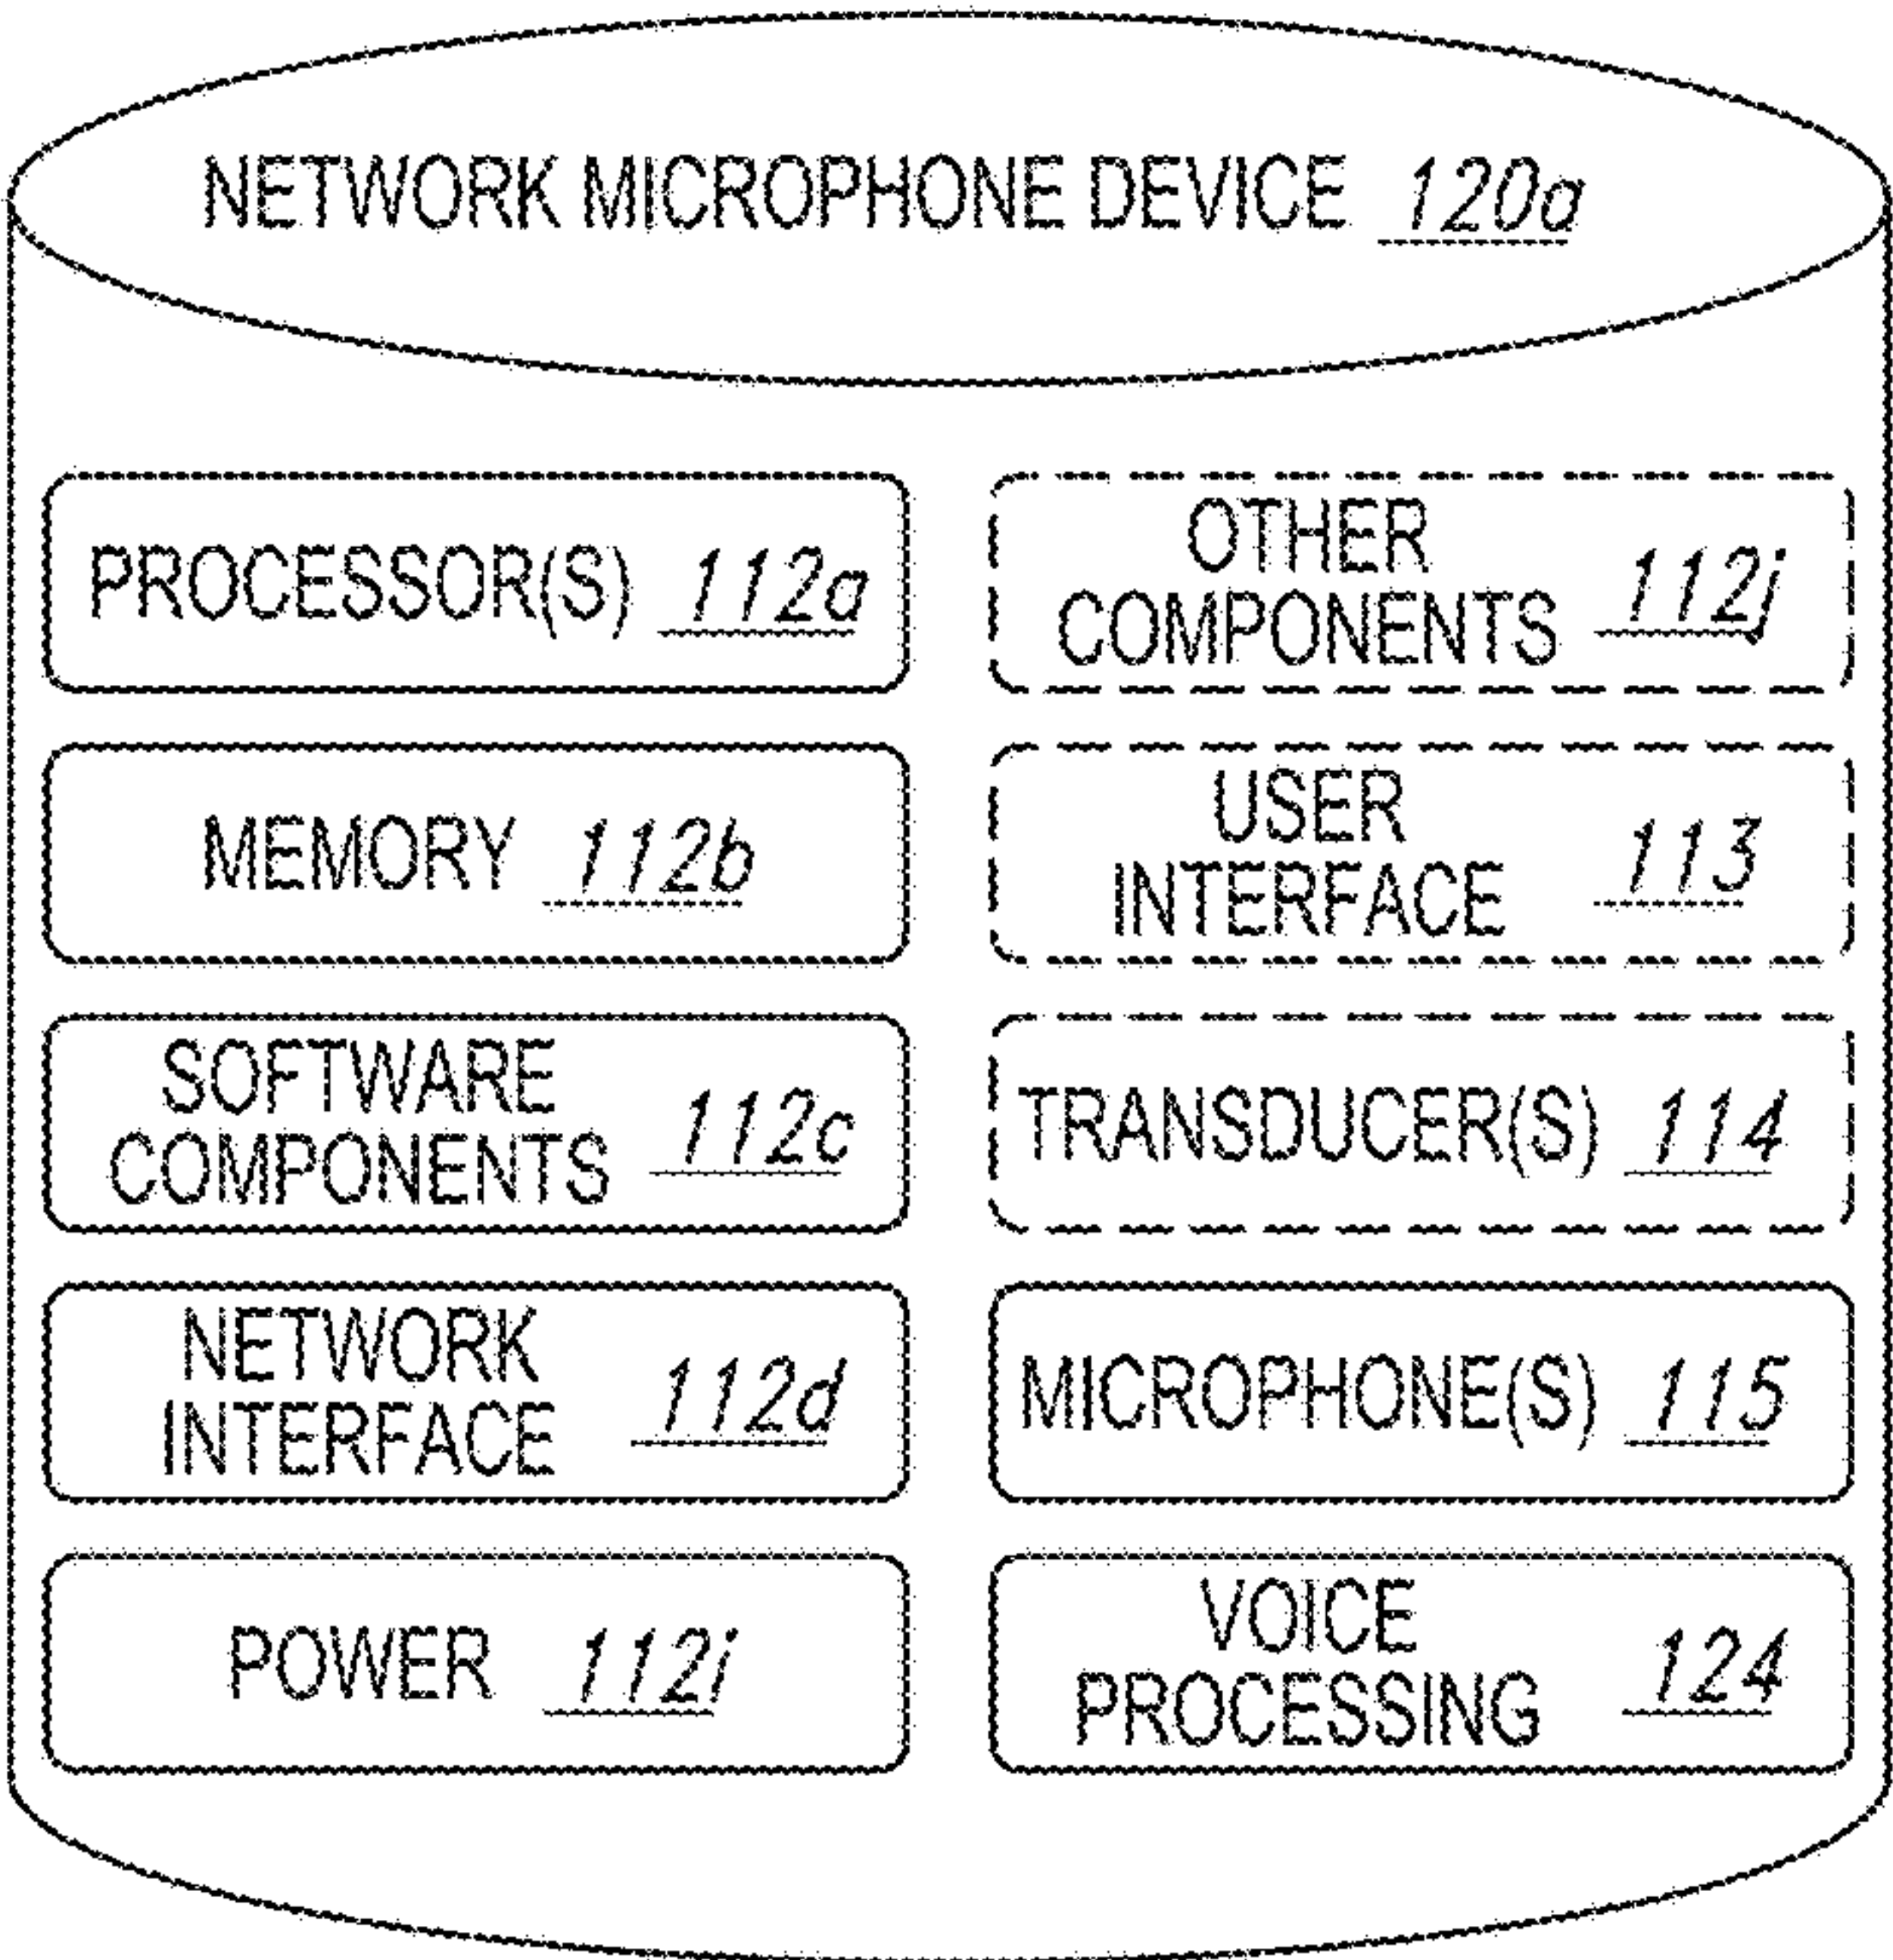 NETWORK MICROPHONE DEVICE 120a
PROCESSOR(S) 112a
MEMORY 112b
SOFTWARE
COMPONENTS 112c
NETWORK
INTERFACE 112d
POWER 112i
OTHER
COMPONENTS 112j
USER
INTERFACE 113
TRANSDUCER(S) 114
MICROPHONE(S) 115
VOICE
PROCESSING 124